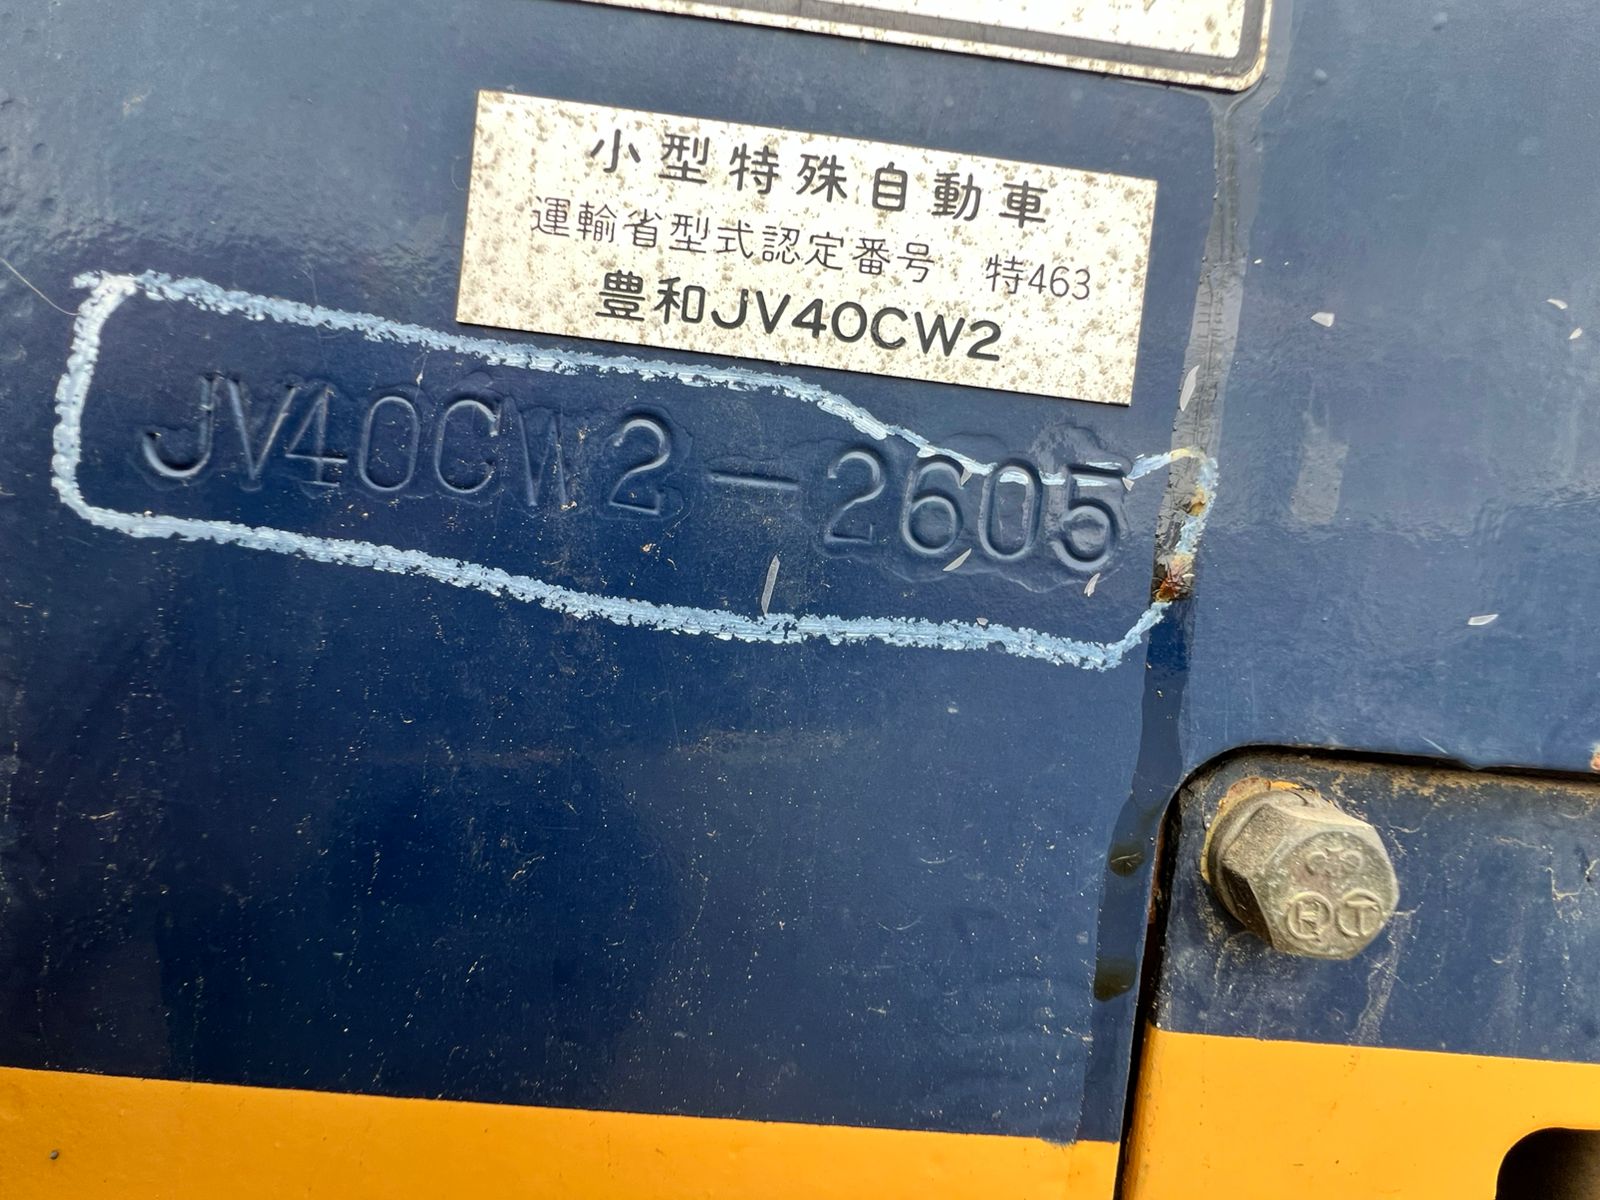 小型特殊自動車
運輸省型式認定番号 特463
豊和JV40CW2
JV40CW2-2605
H T